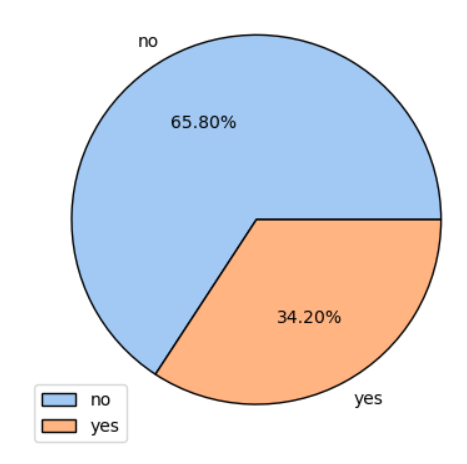 no
65.80%
34.20%
yes
no
yes